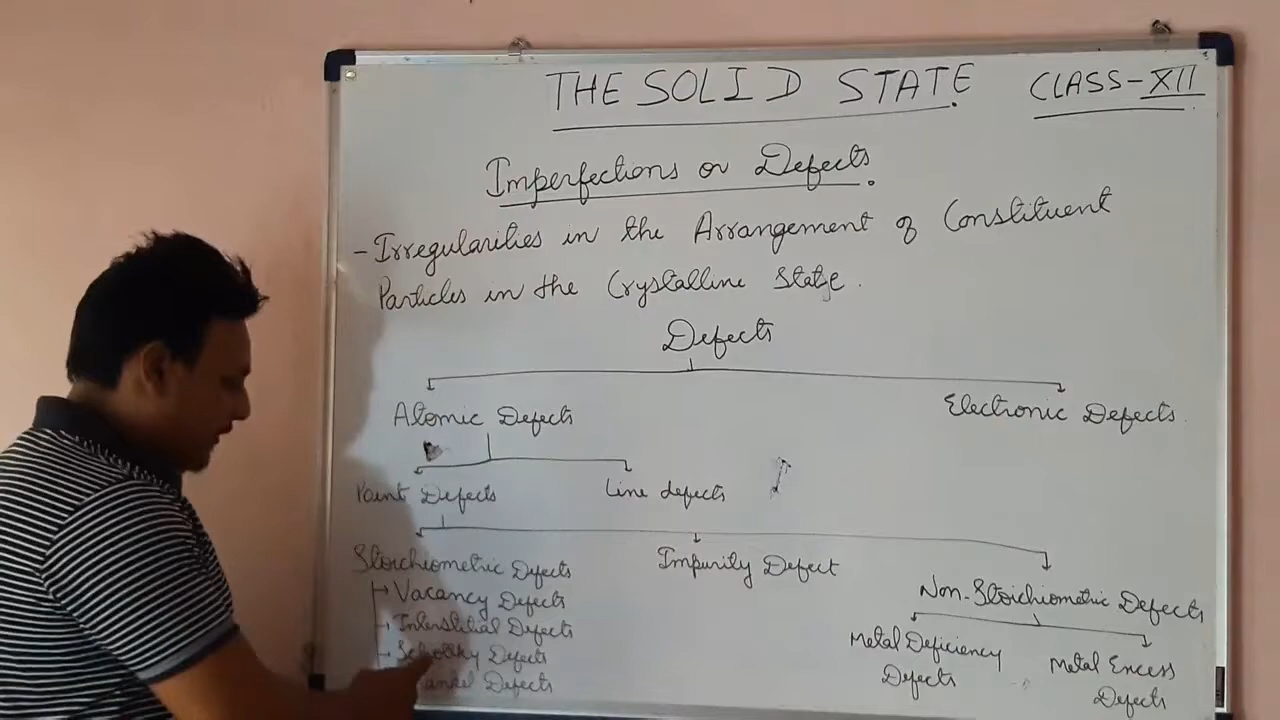 THE SOLID STATE CLASS-XII
Imperfections or Defects.
- Irregularities in the Arrangement of Constituent
Particles in the Crystalline State.
Defects
Atomic Defects Electronic Defects.
Point Defects Line defects
Stoichiometric Defects Impurity Defect
Non-Stoichiometric Defects
Vacancy Defects
Interstitial Defects Metal Deficiency Defects Metal Excess Defects
Schottky Defects
Defects